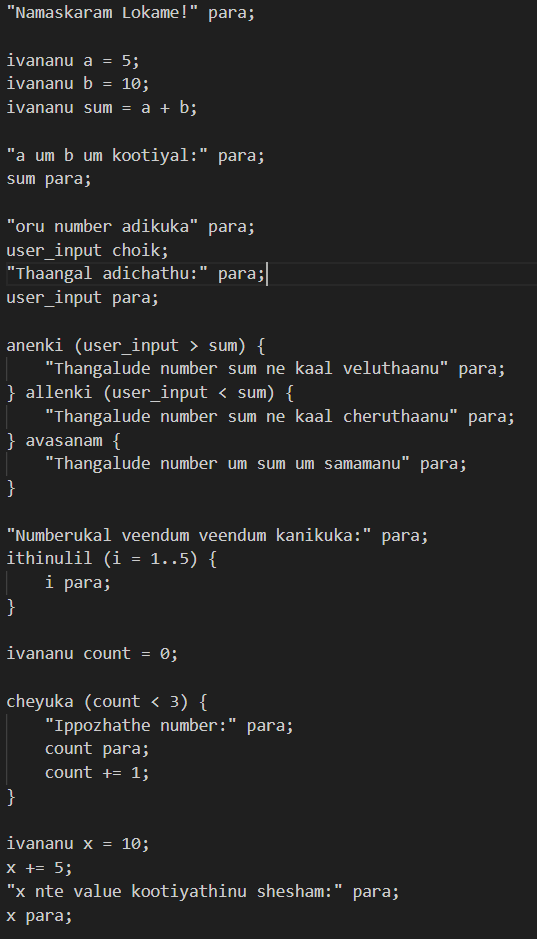 "Namaskaram Lokame!" para;
ivananu a = 5;
ivananu b = 10;
ivananu sum = a + b;
"a um b um kootiyal:" para;
sum para;
"oru number adikuka" para;
user_input choik;
"Thaangal adichathu:" para;
user_input para;
anenki (user_input > sum) {
    "Thangalude number sum ne kaal veluthaanu" para;
} allenki (user_input < sum) {
    "Thangalude number sum ne kaal cheruthaanu" para;
} avasanam {
    "Thangalude number um sum um samamanu" para;
}
"Numberukal veendum veendum kanikuka:" para;
ithinulil (i = 1..5) {
    i para;
}
ivananu count = 0;
cheyuka (count < 3) {
    "Ippozhathe number:" para;
    count para;
    count += 1;
}
ivananu x = 10;
x += 5;
"x nte value kootiyathinu shesham:" para;
x para;